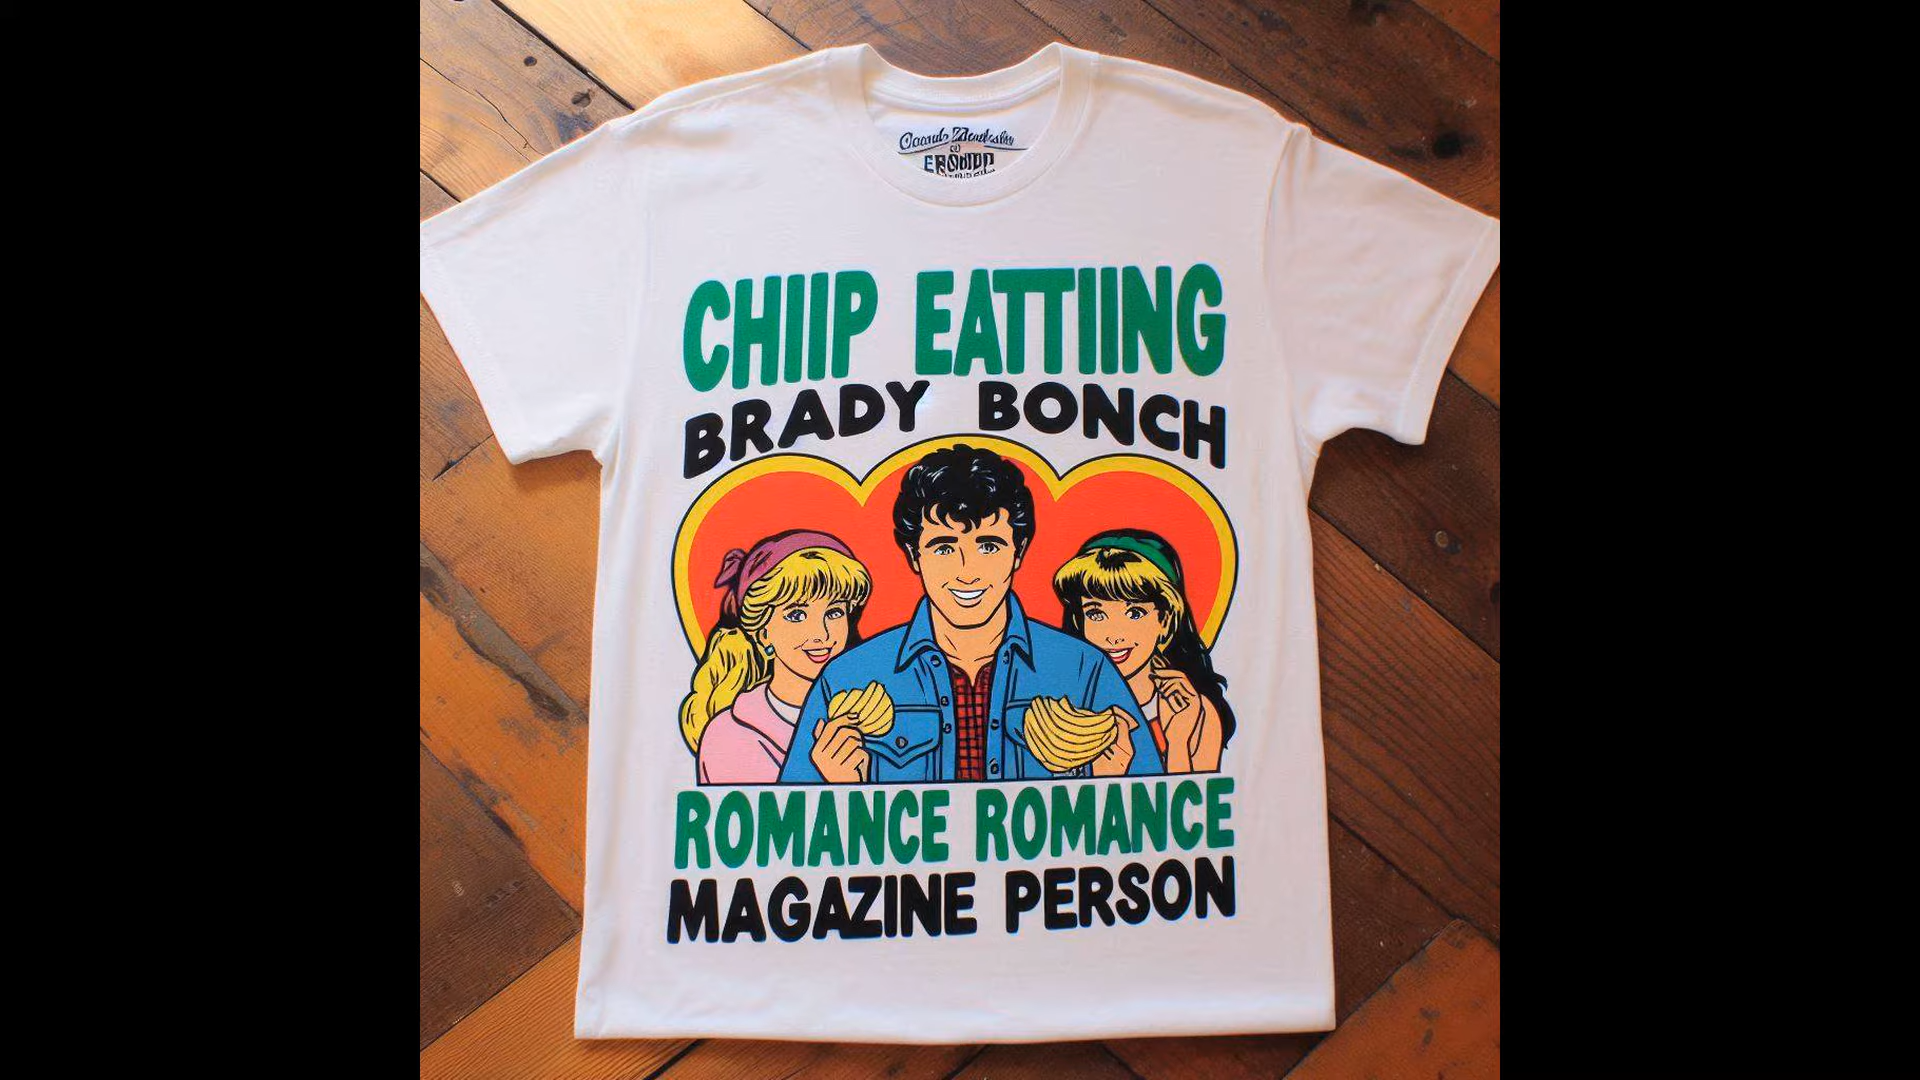 CHIIP EATTIING
BRADY BONCH
ROMANCE ROMANCE
MAGAZINE PERSON